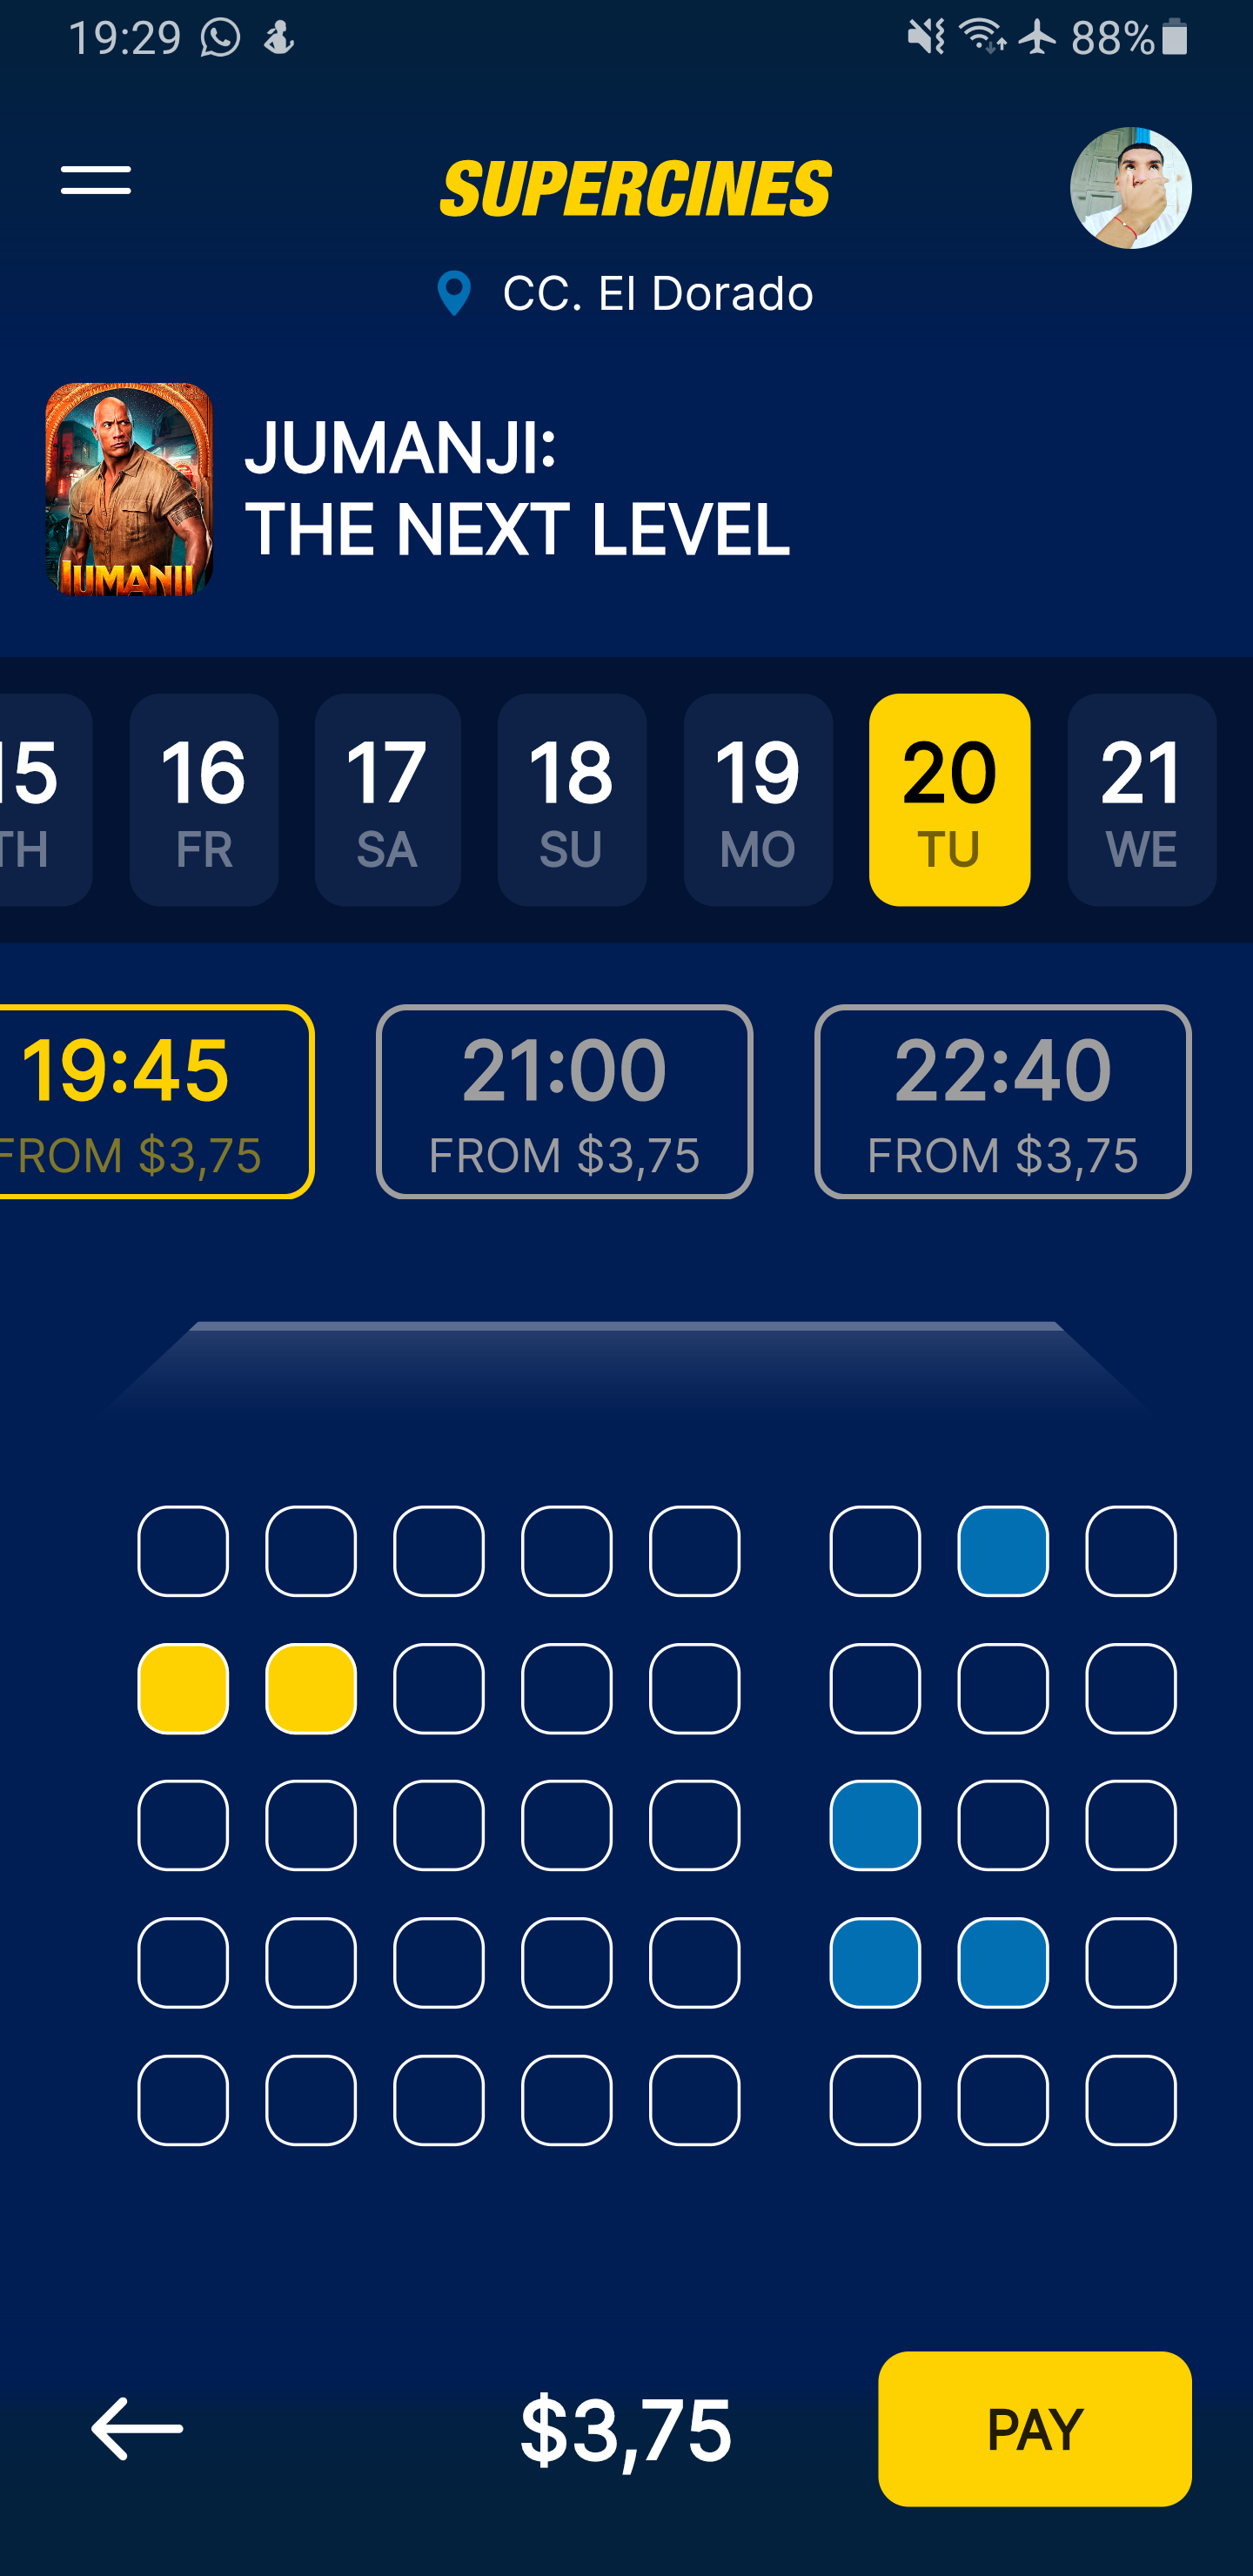 19:29 88%
SUPERCINES
CC. El Dorado
JUMANJI:
THE NEXT LEVEL
JUMANJI
15 16 17 18 19 20 21
TH FR SA SU MO TU WE
19:45 21:00 22:40
FROM $3,75 FROM $3,75 FROM $3,75
$3,75 PAY